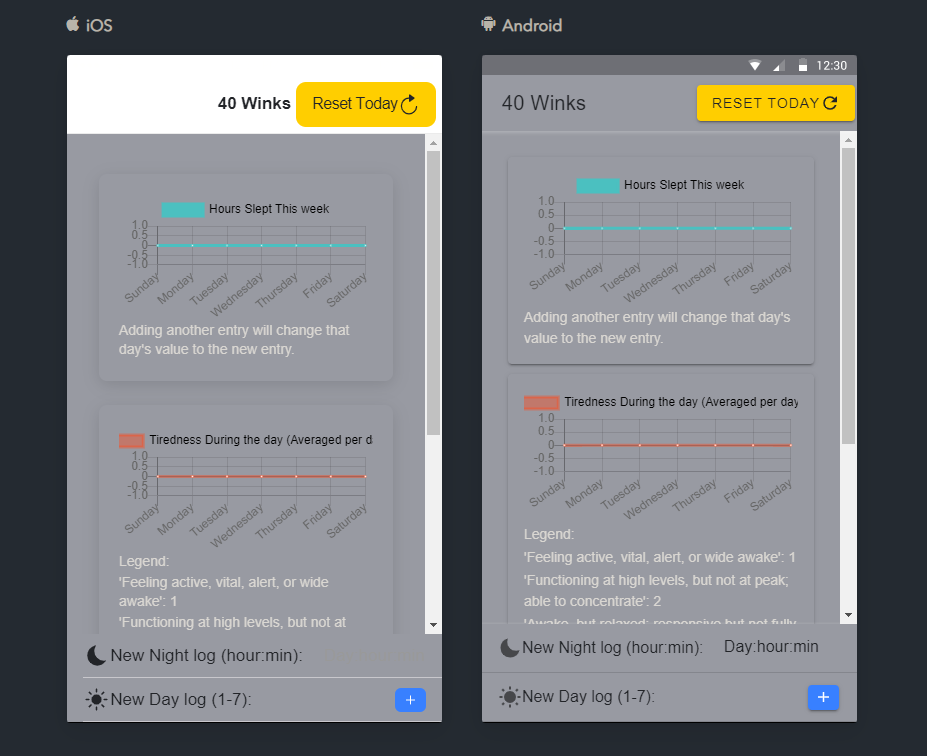 iOS
40 Winks
Reset Today
Hours Slept This week
1.0
0.5
0
-0.5
-1.0
Sunday
Monday
Tuesday
Wednesday
Thursday
Friday
Saturday
Adding another entry will change that
day's value to the new entry.
Tiredness During the day (Averaged per d
1.0
0.5
0
-0.5
-1.0
Sunday
Monday
Tuesday
Wednesday
Thursday
Friday
Saturday
Legend:
'Feeling active, vital, alert, or wide
awake': 1
'Functioning at high levels, but not at
New Night log (hour:min):
New Day log (1-7):
+
Android
12:30
40 Winks
RESET TODAY
Hours Slept This week
1.0
0.5
0
-0.5
-1.0
Sunday
Monday
Tuesday
Wednesday
Thursday
Friday
Saturday
Adding another entry will change that day's
value to the new entry.
Tiredness During the day (Averaged per day
1.0
0.5
0
-0.5
-1.0
Sunday
Monday
Tuesday
Wednesday
Thursday
Friday
Saturday
Legend:
'Feeling active, vital, alert, or wide awake': 1
'Functioning at high levels, but not at peak;
able to concentrate': 2
'Awake, but relaxed; responsive but not fully
New Night log (hour:min): Day:hour:min
New Day log (1-7):
+